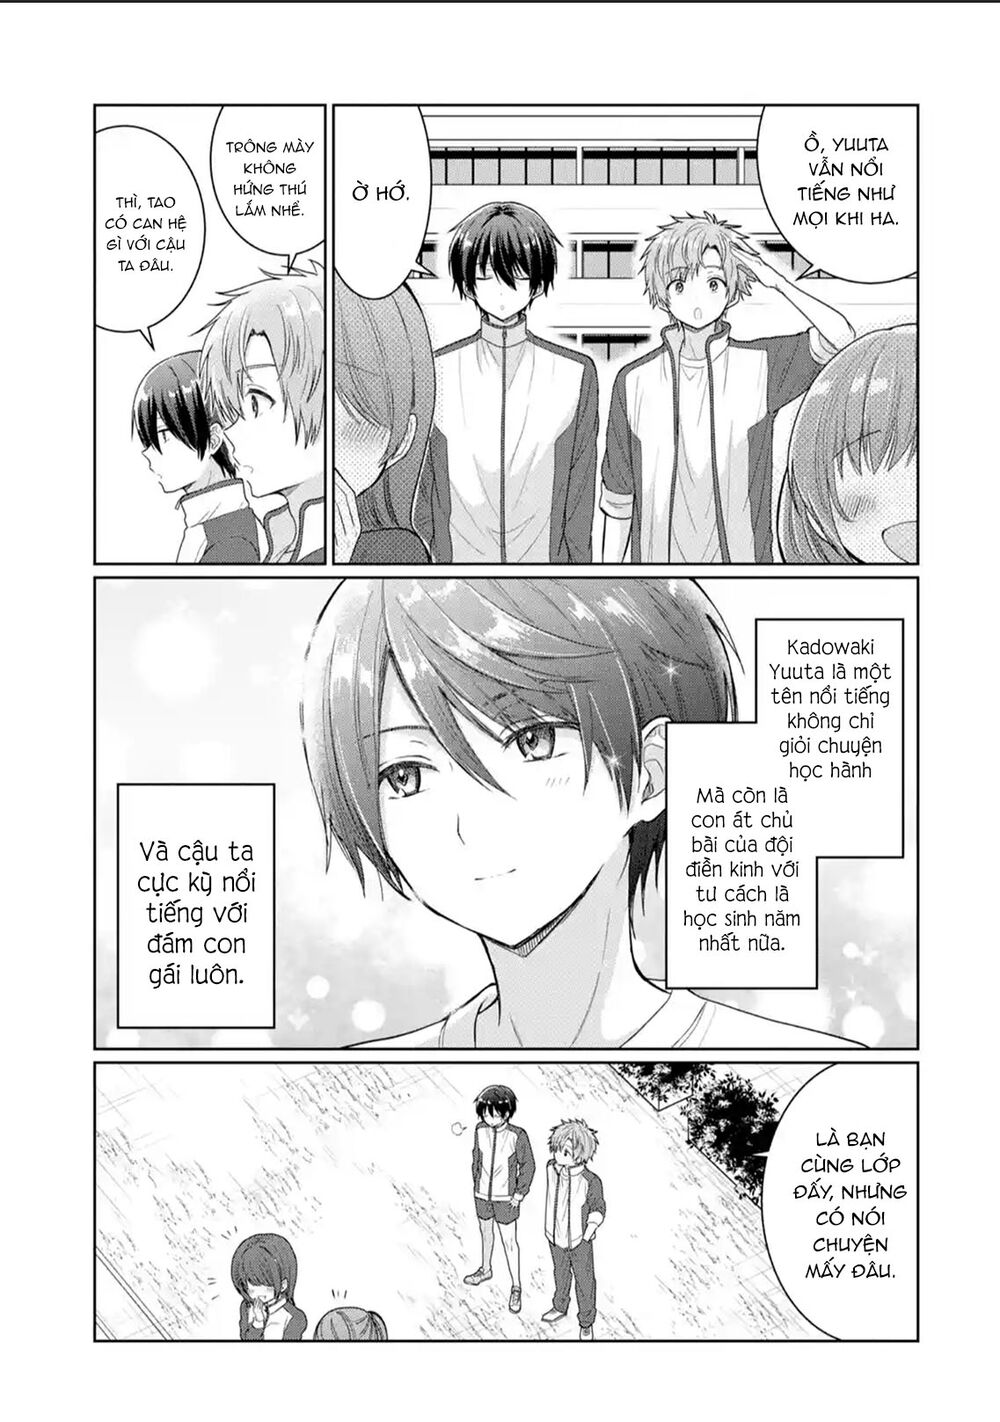 Ồ, YUUTA
VẪN NỔI
TIẾNG NHƯ
MỌI KHI HA.
Ờ HỚ.
TRÔNG MÀY
KHÔNG
HỨNG THÚ
LẮM NHỀ.
THÌ, TAO
CÓ CAN HỆ
GÌ VỚI CẬU
TA ĐÂU.
Kadowaki
Yuuta là một
tên nổi tiếng
không chỉ
giỏi chuyện
học hành
Mà còn là
con át chủ
bài của đội
điền kinh với
tư cách là
học sinh năm
nhất nữa.
Và cậu ta
cực kỳ nổi
tiếng với
đám con
gái luôn.
LÀ BẠN
CÙNG LỚP
ĐẤY, NHƯNG
CÓ NÓI
CHUYỆN
MẤY ĐÂU.